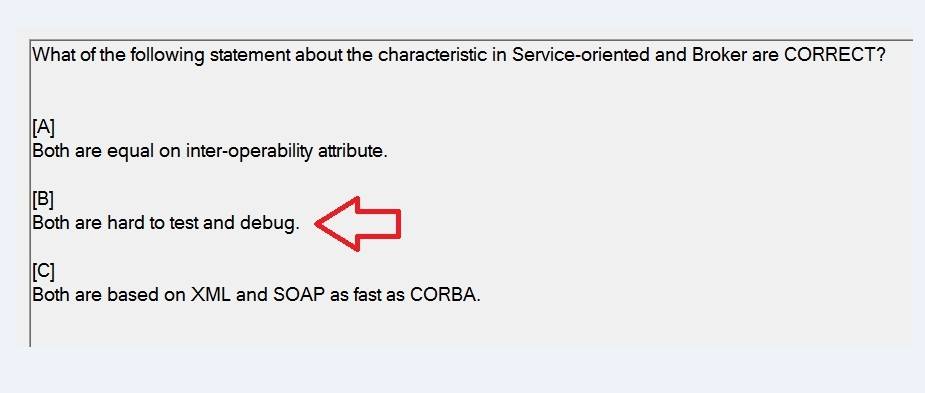 What of the following statement about the characteristic in Service-oriented and Broker are CORRECT?
[A]
Both are equal on inter-operability attribute.
[B]
Both are hard to test and debug.
[C]
Both are based on XML and SOAP as fast as CORBA.